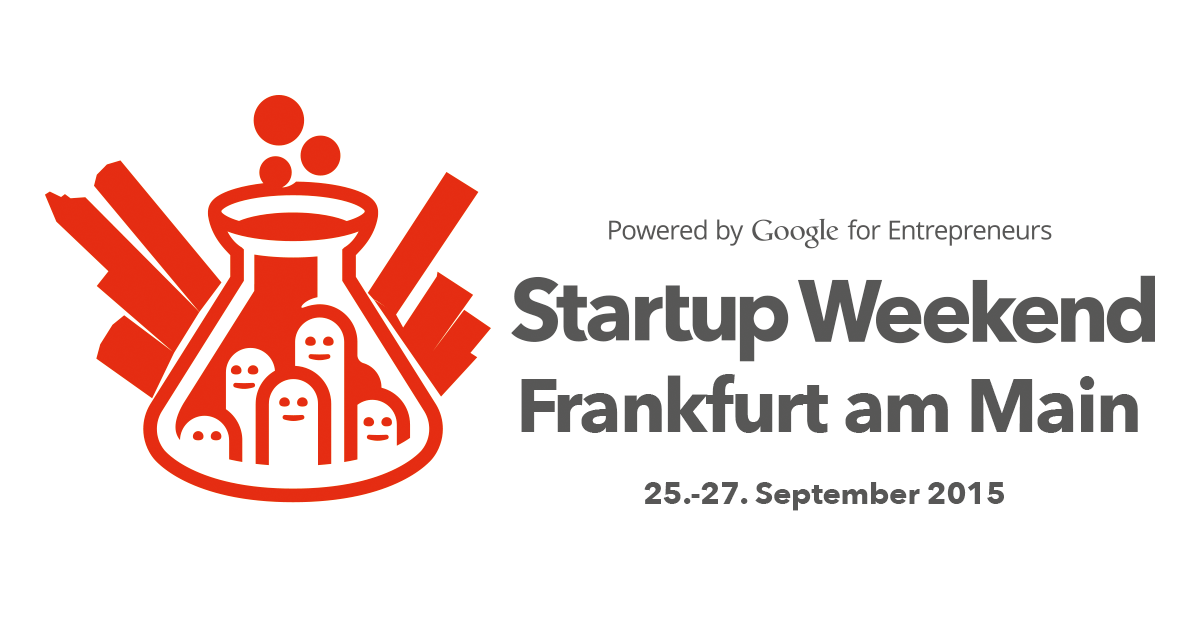 Powered by Google for Entrepreneurs
Startup Weekend
Frankfurt am Main
25.-27. September 2015